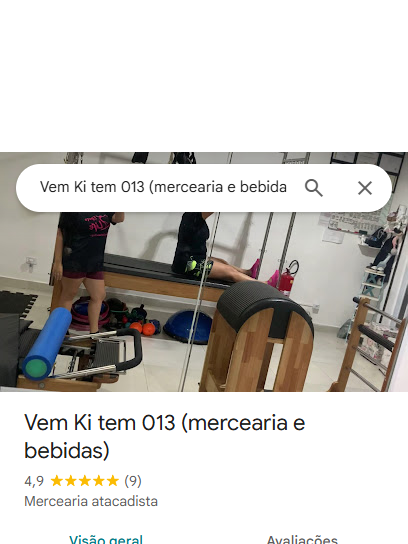 Vem Ki tem 013 (mercearia e bebida
Vem Ki tem 013 (mercearia e
bebidas)
4,9 ★★★★★ (9)
Mercearia atacadista
Visão geral Avaliações